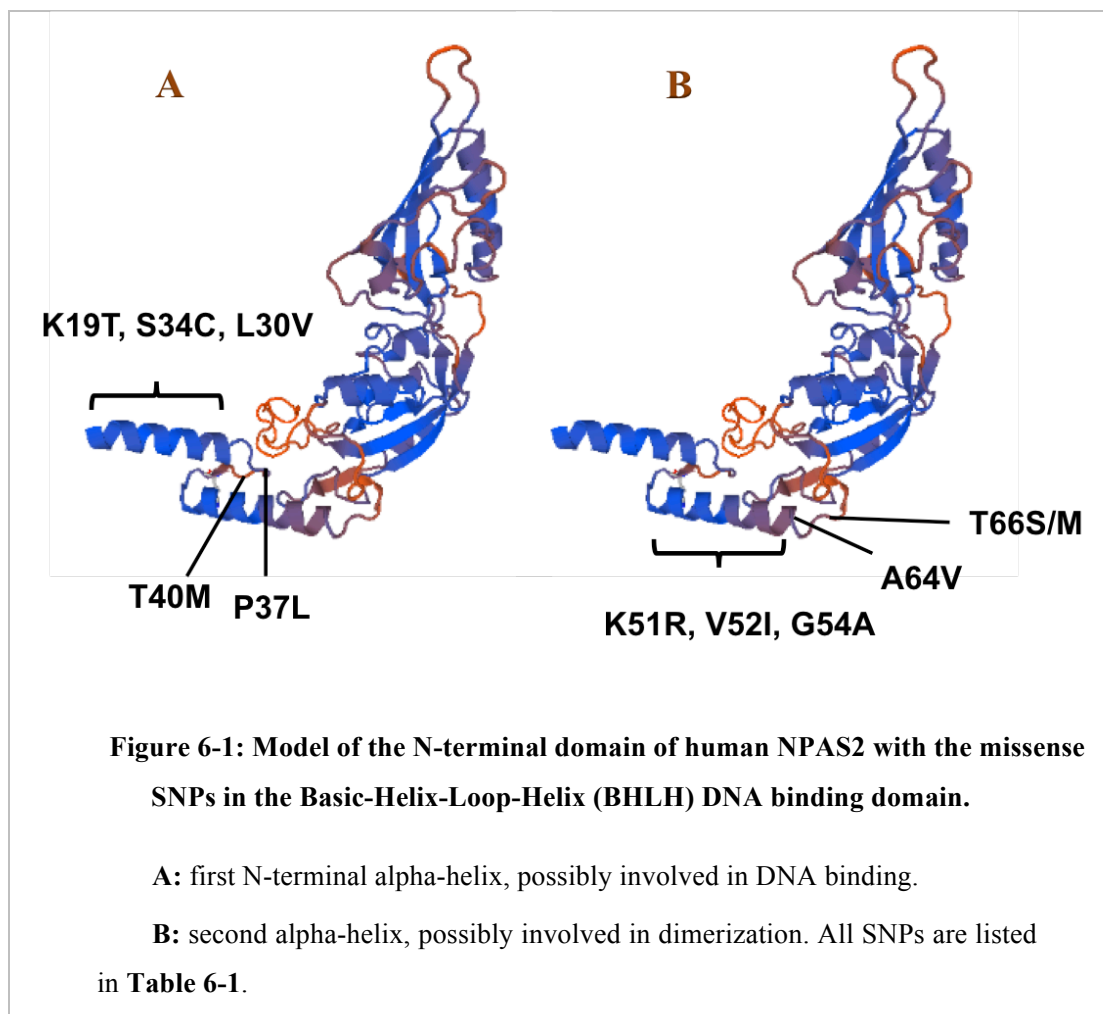 A
B
K19T, S34C, L30V
T40M
P37L
T66S/M
A64V
K51R, V52I, G54A
Figure 6-1: Model of the N-terminal domain of human NPAS2 with the missense
SNPs in the Basic-Helix-Loop-Helix (BHLH) DNA binding domain.
A: first N-terminal alpha-helix, possibly involved in DNA binding.
B: second alpha-helix, possibly involved in dimerization. All SNPs are listed
in Table 6-1.